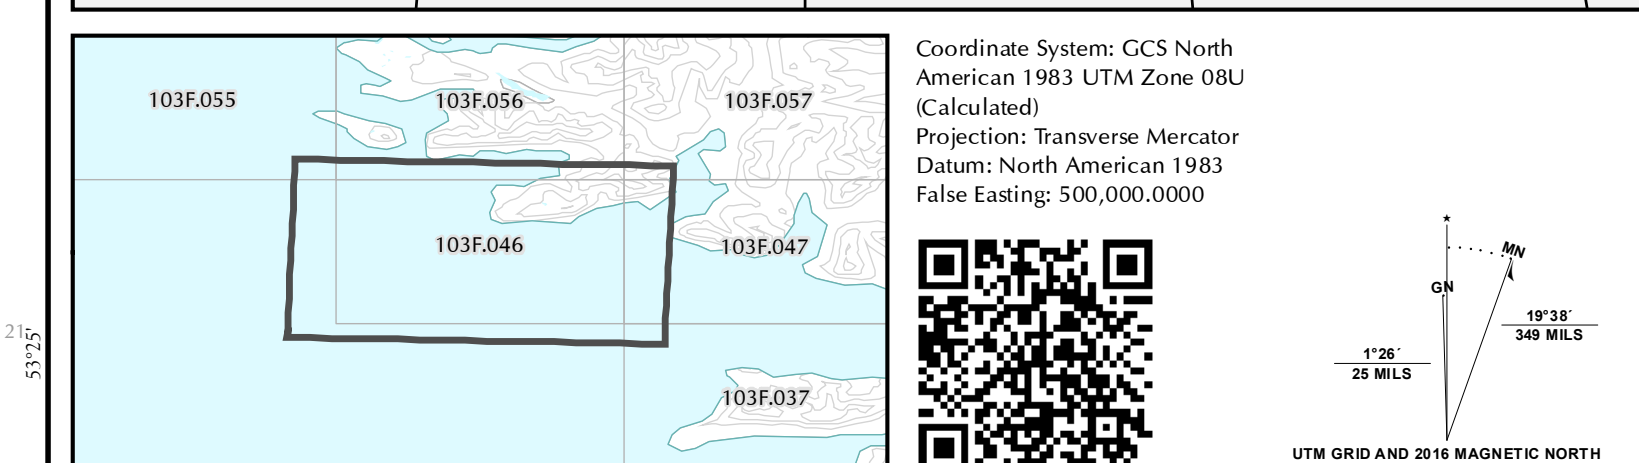 103F.055
103F.056
103F.057
103F.046
103F.047
103F.037
21
53°25'
Coordinate System: GCS North
American 1983 UTM Zone 08U
(Calculated)
Projection: Transverse Mercator
Datum: North American 1983
False Easting: 500,000.0000
MN
GN
19°38´
349 MILS
1°26´
25 MILS
UTM GRID AND 2016 MAGNETIC NORTH